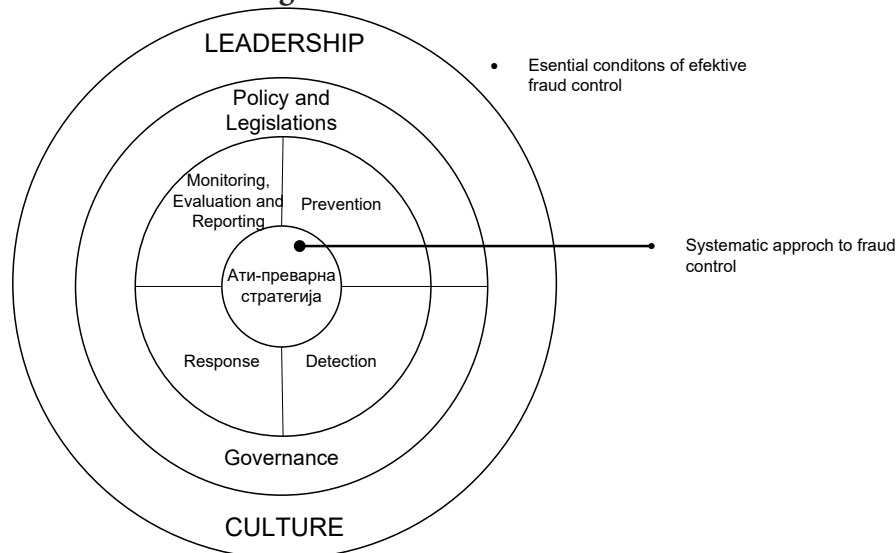 LEADERSHIP
• Esential conditons of efektive
fraud control
Policy and
Legislations
Monitoring,
Evaluation and
Reporting
Prevention
Systematic approch to fraud
control
Ати-преварна
стратегија
Response
Detection
Governance
CULTURE